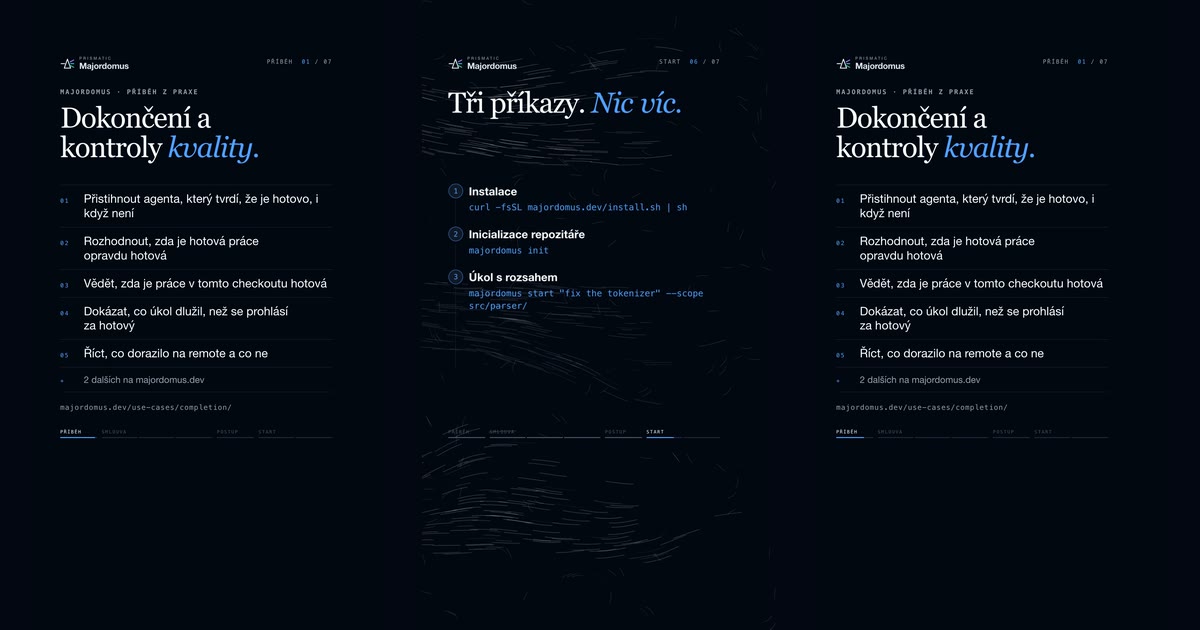 PRISMATIC
Majordomus
PŘÍBĚH 01 / 07
MAJORDOMUS · PŘÍBĚH Z PRAXE
Dokončení a
kontroly kvality.
01 Přistihnout agenta, který tvrdí, že je hotovo, i
když není
02 Rozhodnout, zda je hotová práce
opravdu hotová
03 Vědět, zda je práce v tomto checkoutu hotová
04 Dokázat, co úkol dlužil, než se prohlásí
za hotový
05 Říct, co dorazilo na remote a co ne
+ 2 dalších na majordomus.dev
majordomus.dev/use-cases/completion/
PŘÍBĚH SMLOUVA POSTUP START
PRISMATIC
Majordomus
START 06 / 07
Tři příkazy. Nic víc.
1 Instalace
curl -fsSL majordomus.dev/install.sh | sh
2 Inicializace repozitáře
majordomus init
3 Úkol s rozsahem
majordomus start "fix the tokenizer" --scope
src/parser/
PŘÍBĚH SMLOUVA POSTUP START
PRISMATIC
Majordomus
PŘÍBĚH 01 / 07
MAJORDOMUS · PŘÍBĚH Z PRAXE
Dokončení a
kontroly kvality.
01 Přistihnout agenta, který tvrdí, že je hotovo, i
když není
02 Rozhodnout, zda je hotová práce
opravdu hotová
03 Vědět, zda je práce v tomto checkoutu hotová
04 Dokázat, co úkol dlužil, než se prohlásí
za hotový
05 Říct, co dorazilo na remote a co ne
+ 2 dalších na majordomus.dev
majordomus.dev/use-cases/completion/
PŘÍBĚH SMLOUVA POSTUP START